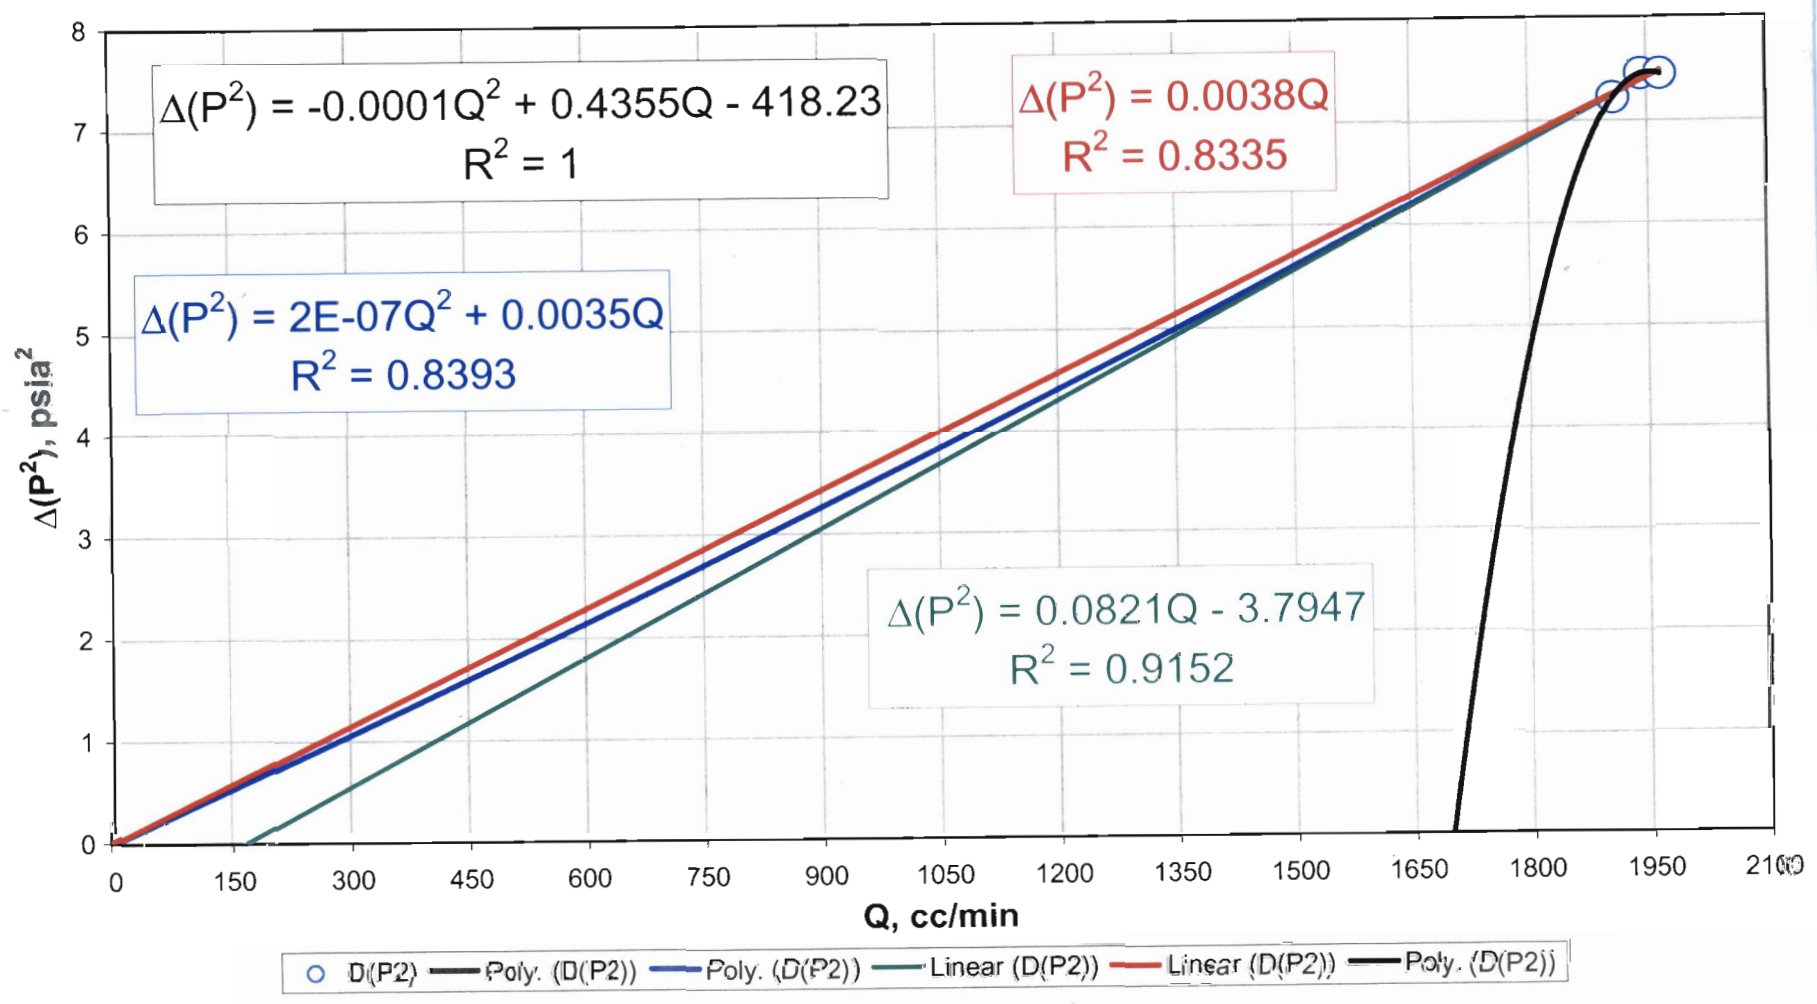 Δ(P²) = -0.0001Q² + 0.4355Q - 418.23
R² = 1
Δ(P²) = 0.0038Q
R² = 0.8335
Δ(P²) = 2E-07Q² + 0.0035Q
R² = 0.8393
Δ(P²) = 0.0821Q - 3.7947
R² = 0.9152
Δ(P²), psia²
8
7
6
5
4
3
2
1
0
0 150 300 450 600 750 900 1050 1200 1350 1500 1650 1800 1950 2100
Q, cc/min
D(P2) Poly. (D(P2)) Poly. (D(P2)) Linear (D(P2)) Linear (D(P2)) Poly. (D(P2))